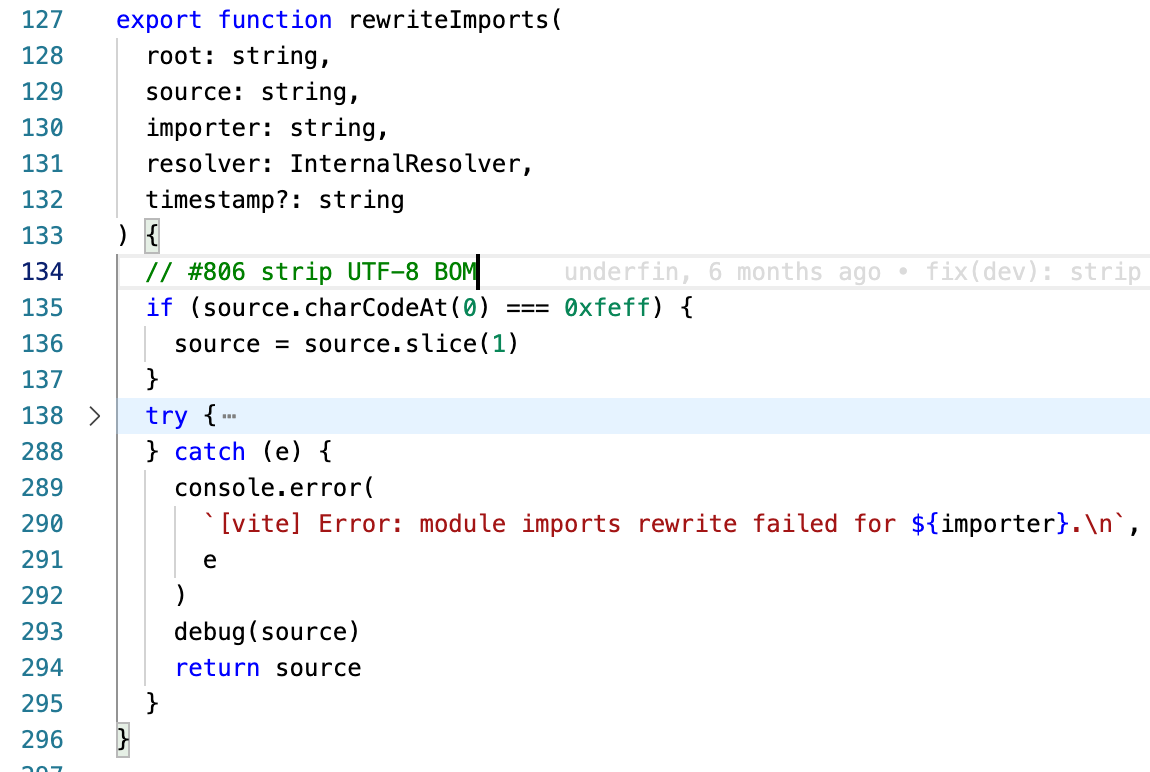 127 export function rewriteImports(
128 root: string,
129 source: string,
130 importer: string,
131 resolver: InternalResolver,
132 timestamp?: string
133 ) {
134 // #806 strip UTF-8 BOM underfin, 6 months ago • fix(dev): strip
135 if (source.charCodeAt(0) === 0xfeff) {
136 source = source.slice(1)
137 }
138 > try { ⋯
288 } catch (e) {
289 console.error(
290 `[vite] Error: module imports rewrite failed for ${importer}.\n`,
291 e
292 )
293 debug(source)
294 return source
295 }
296 }